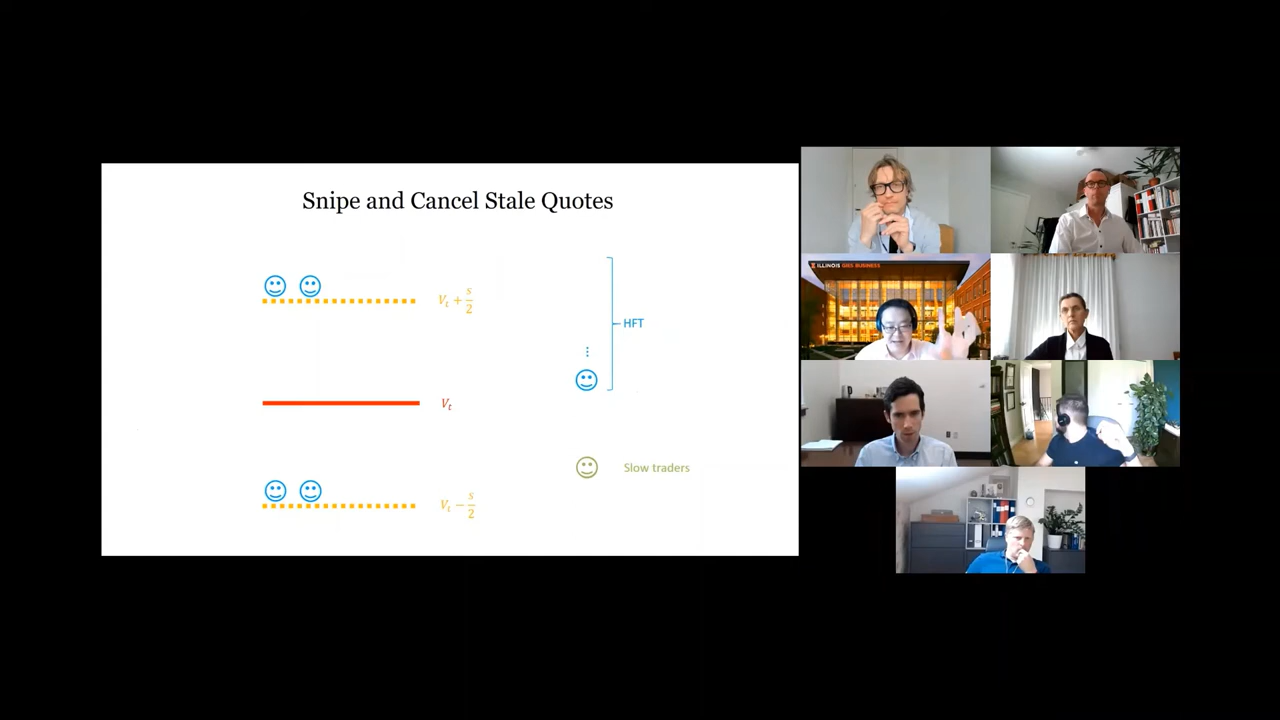 Snipe and Cancel Stale Quotes
V_t + s/2
HFT
V_t
Slow traders
V_t − s/2
ILLINOIS GIES BUSINESS